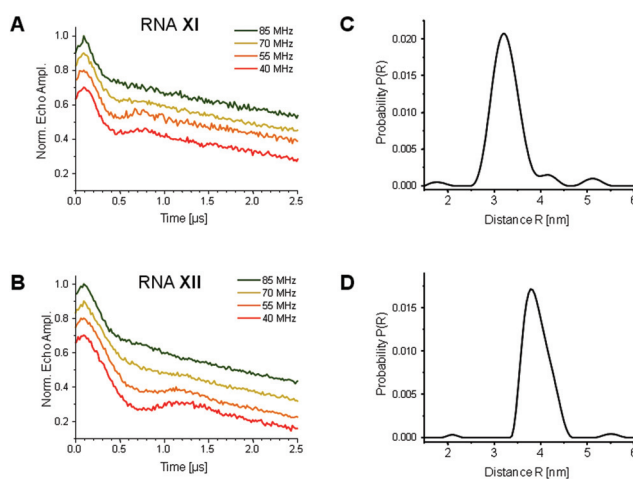 A
RNA XI
85 MHz
70 MHz
55 MHz
40 MHz
Norm. Echo Ampl.
1.0
0.8
0.6
0.4
0.2
0.0 0.5 1.0 1.5 2.0 2.5
Time [µs]
C
Probability P(R)
0.020
0.015
0.010
0.005
0.000
2 3 4 5 6
Distance R [nm]
B
RNA XII
85 MHz
70 MHz
55 MHz
40 MHz
Norm. Echo Ampl.
1.0
0.8
0.6
0.4
0.2
0.0 0.5 1.0 1.5 2.0 2.5
Time [µs]
D
Probability P(R)
0.015
0.010
0.005
0.000
2 3 4 5 6
Distance R [nm]